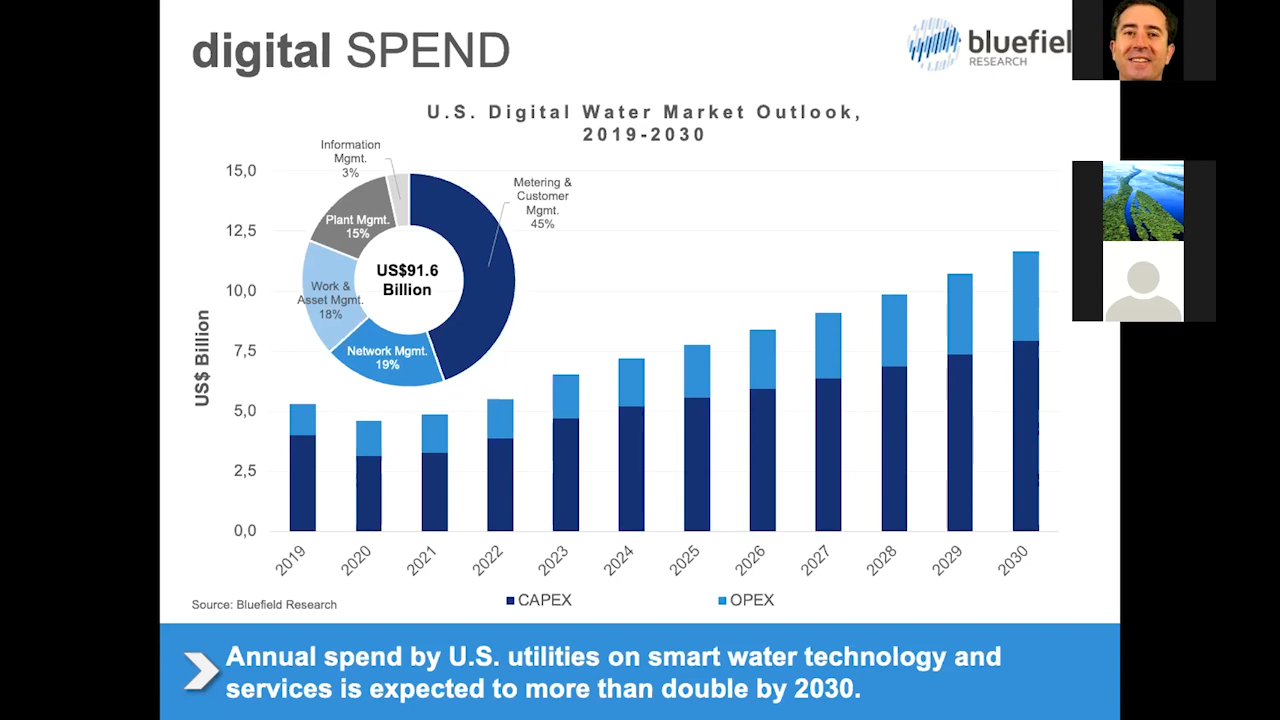 digital SPEND
bluefiel
RESEARCH
U.S. Digital Water Market Outlook,
2019-2030
Information
Mgmt.
3%
Metering &
Customer
Mgmt.
45%
Plant Mgmt.
15%
US$91.6
Billion
Work &
Asset Mgmt.
18%
Network Mgmt.
19%
US$ Billion
15,0
12,5
10,0
7,5
5,0
2,5
0,0
2019
2020
2021
2022
2023
2024
2025
2026
2027
2028
2029
2030
CAPEX
OPEX
Source: Bluefield Research
Annual spend by U.S. utilities on smart water technology and
services is expected to more than double by 2030.